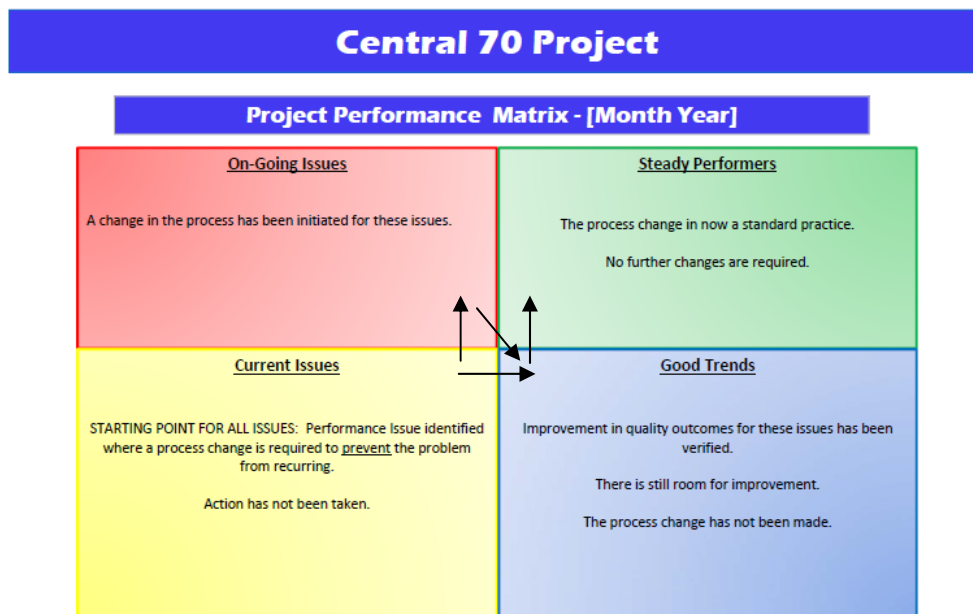 Central 70 Project
Project Performance Matrix - [Month Year]
On-Going Issues
A change in the process has been initiated for these issues.
Steady Performers
The process change in now a standard practice.
No further changes are required.
Current Issues
STARTING POINT FOR ALL ISSUES: Performance Issue identified
where a process change is required to prevent the problem
from recurring.
Action has not been taken.
Good Trends
Improvement in quality outcomes for these issues has been
verified.
There is still room for improvement.
The process change has not been made.